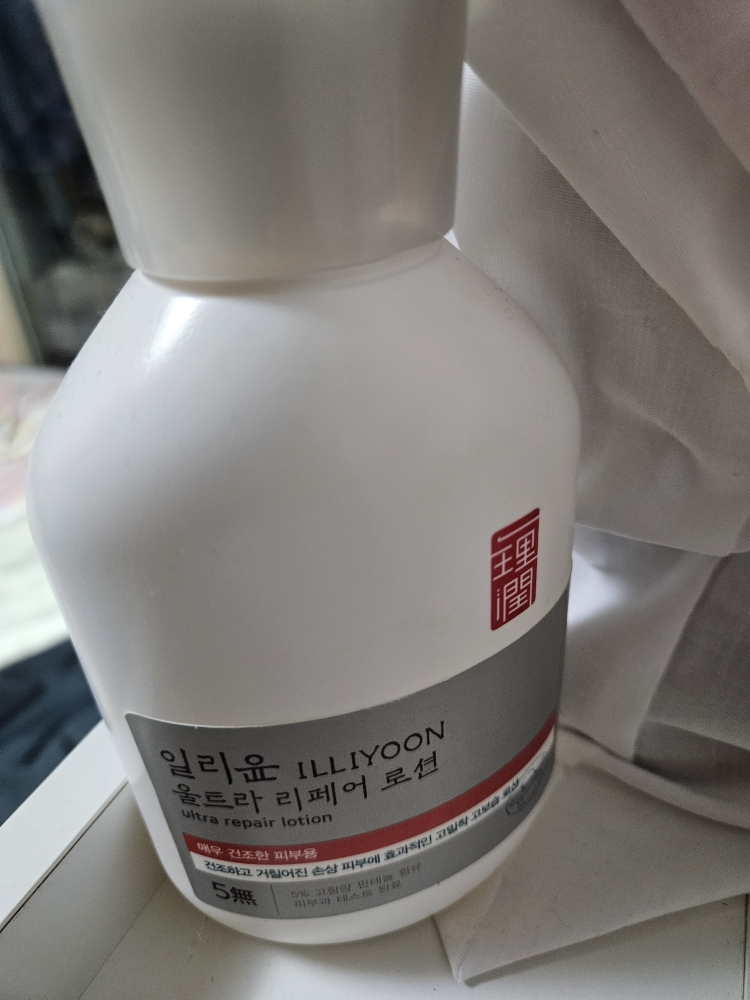 一理潤
일리윤 ILLIYOON
울트라 리페어 로션
ultra repair lotion
매우 건조한 피부용
건조하고 거칠어진 손상 피부에 효과적인 고밀착 고보습 로션
5無
5% 고함량 판테놀 함유
피부과 테스트 완료